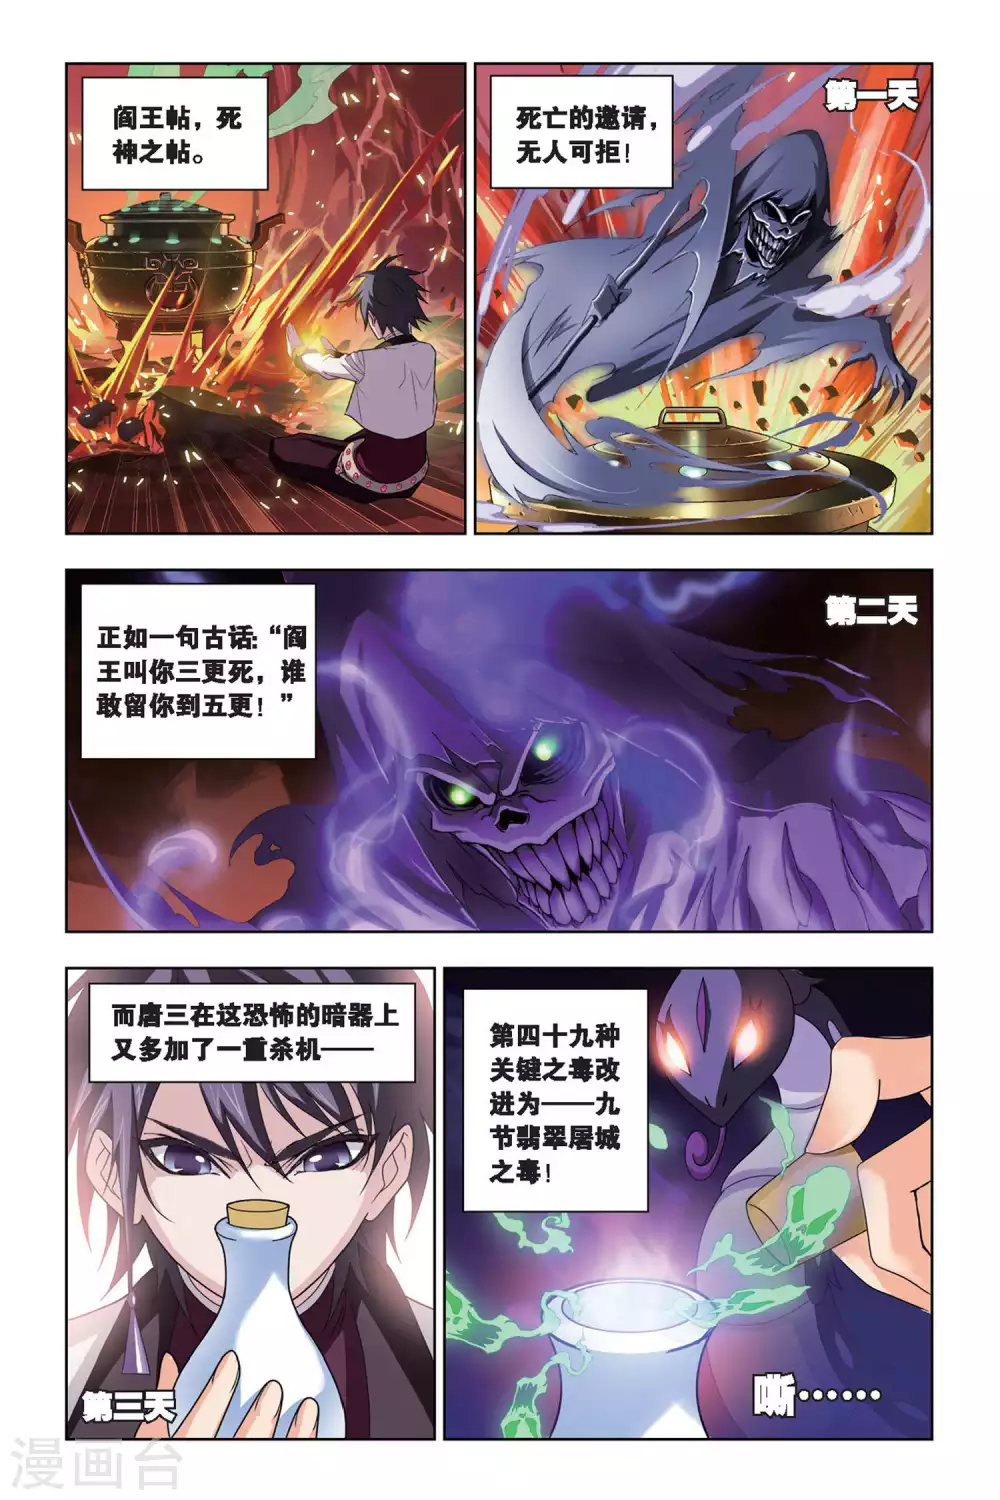 阎王帖，死
神之帖。
死亡的邀请，
无人可拒！
第一天
正如一句古话：“阎
王叫你三更死，谁
敢留你到五更！”
第二天
而唐三在这恐怖的暗器上
又多加了一重杀机——
第三天
第四十九种
关键之毒改
进为——九
节翡翠屠城
之毒！
嘶……
漫画台